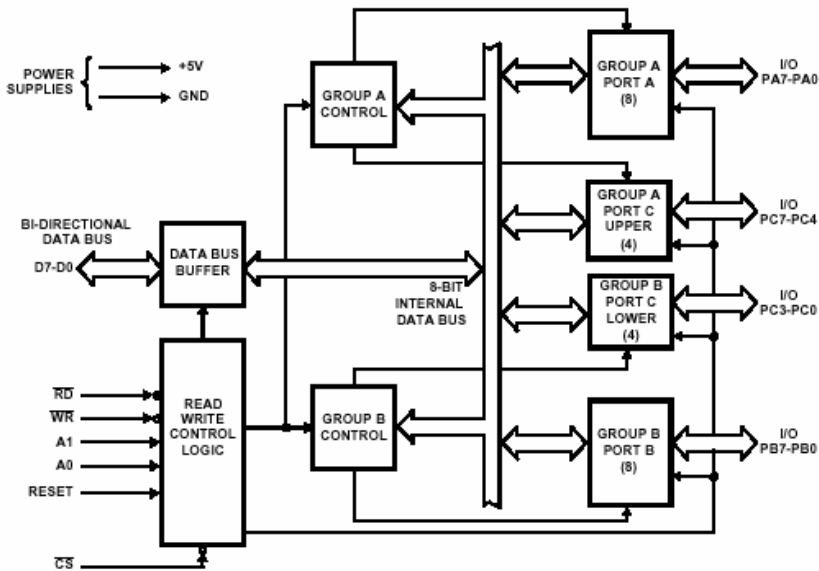 POWER
SUPPLIES
+5V
GND
GROUP A
CONTROL
GROUP A
PORT A
(8)
I/O
PA7-PA0
GROUP A
PORT C
UPPER
(4)
I/O
PC7-PC4
BI-DIRECTIONAL
DATA BUS
D7-D0
DATA BUS
BUFFER
8-BIT
INTERNAL
DATA BUS
GROUP B
PORT C
LOWER
(4)
I/O
PC3-PC0
RD
WR
A1
A0
RESET
CS
READ
WRITE
CONTROL
LOGIC
GROUP B
CONTROL
GROUP B
PORT B
(8)
I/O
PB7-PB0